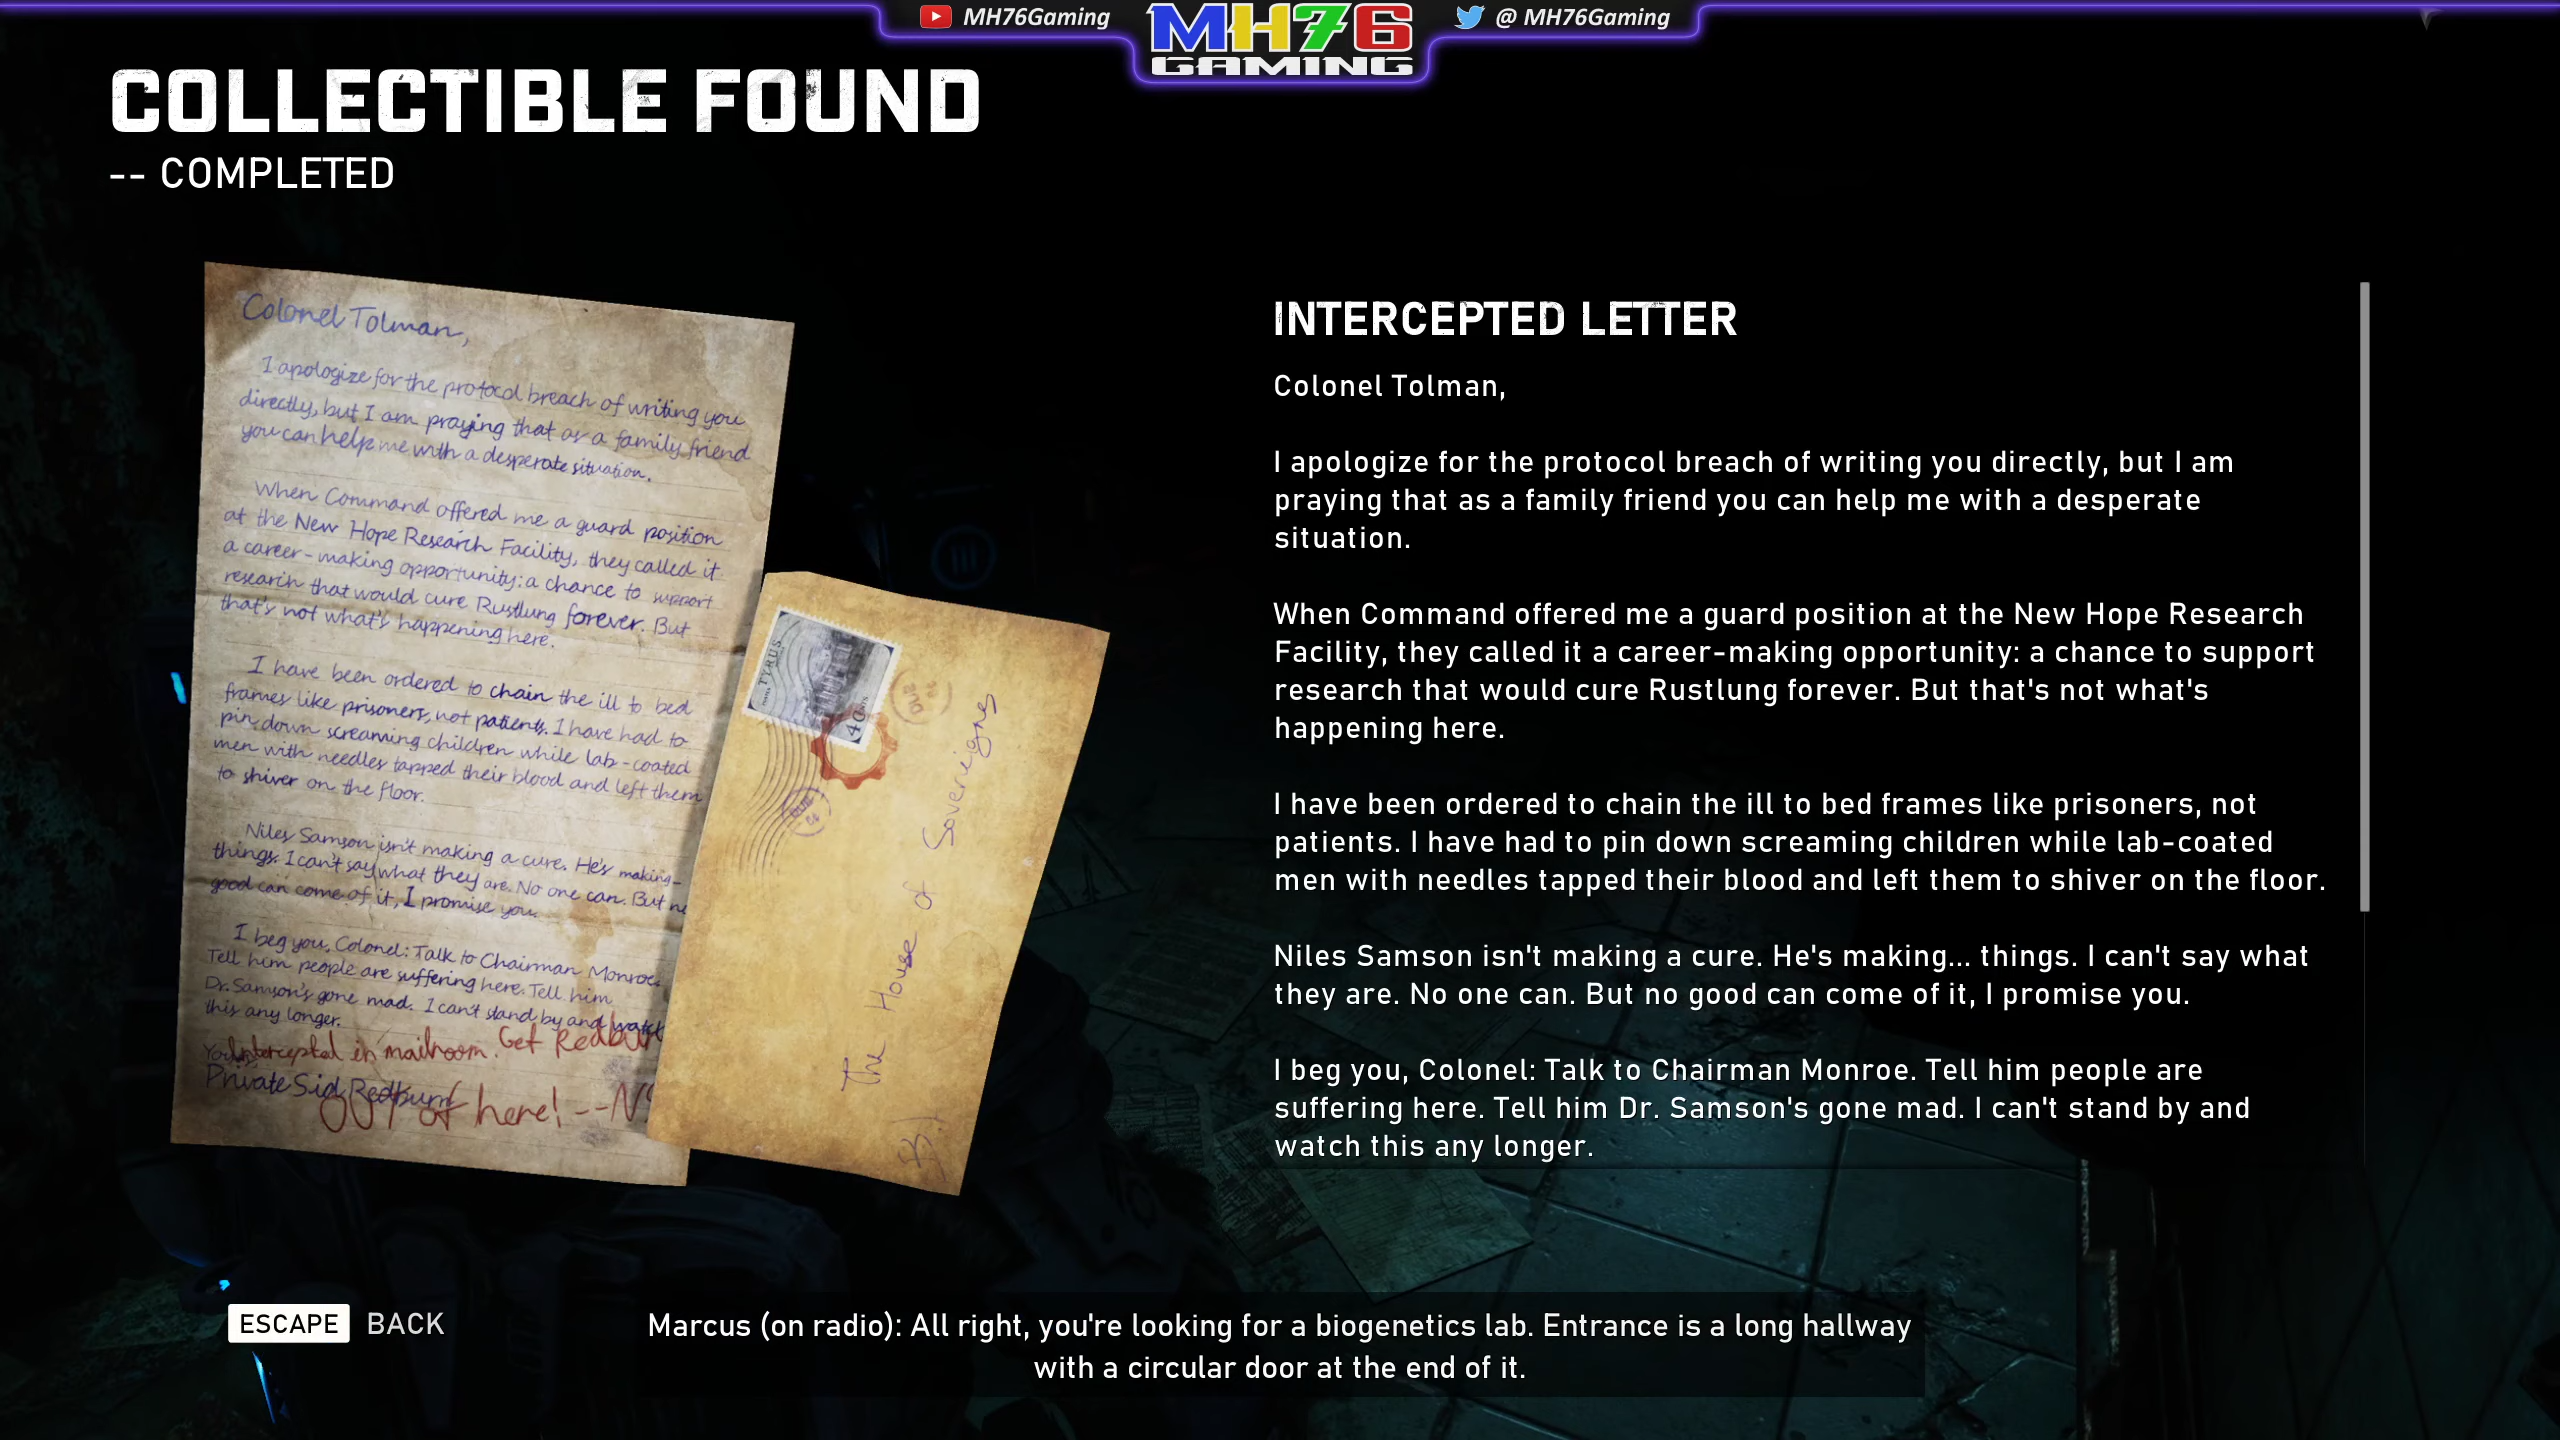 MH76Gaming
MH76
GAMING
@ MH76Gaming
COLLECTIBLE FOUND
-- COMPLETED
Colonel Tolman,
I apologize for the protocol breach of writing you
directly, but I am praying that as a family friend
you can help me with a desperate situation.
When Command offered me a guard position
at the New Hope Research Facility, they called it
a career-making opportunity: a chance to support
research that would cure Rustlung forever. But
that's not what's happening here.
I have been ordered to chain the ill to bed
frames like prisoners, not patients. I have had to
pin down screaming children while lab-coated
men with needles tapped their blood and left them
to shiver on the floor.
Niles Samson isn't making a cure. He's making-
things. I can't say what they are. No one can. But no
good can come of it, I promise you.
I beg you, Colonel: Talk to Chairman Monroe.
Tell him people are suffering here. Tell him
Dr. Samson's gone mad. I can't stand by and watch
this any longer.
Intercepted in mailroom. Get Redburn
Private Sid Redburn
OUT of here! --N
TYRUS
40
The House of Sovereigns
INTERCEPTED LETTER
Colonel Tolman,
I apologize for the protocol breach of writing you directly, but I am
praying that as a family friend you can help me with a desperate
situation.
When Command offered me a guard position at the New Hope Research
Facility, they called it a career-making opportunity: a chance to support
research that would cure Rustlung forever. But that's not what's
happening here.
I have been ordered to chain the ill to bed frames like prisoners, not
patients. I have had to pin down screaming children while lab-coated
men with needles tapped their blood and left them to shiver on the floor.
Niles Samson isn't making a cure. He's making... things. I can't say what
they are. No one can. But no good can come of it, I promise you.
I beg you, Colonel: Talk to Chairman Monroe. Tell him people are
suffering here. Tell him Dr. Samson's gone mad. I can't stand by and
watch this any longer.
ESCAPE BACK
Marcus (on radio): All right, you're looking for a biogenetics lab. Entrance is a long hallway
with a circular door at the end of it.